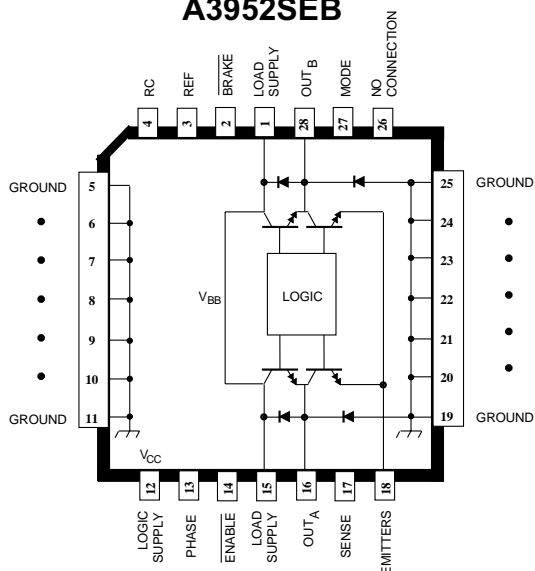 A3952SEB
RC
REF
BRAKE
LOAD
SUPPLY
OUT B
MODE
NO
CONNECTION
4
3
2
1
28
27
26
GROUND
5
25
GROUND
6
24
7
23
8
22
9
21
10
20
GROUND
11
19
GROUND
VBB
LOGIC
VCC
12
13
14
15
16
17
18
LOGIC
SUPPLY
PHASE
ENABLE
LOAD
SUPPLY
OUTA
SENSE
EMITTERS